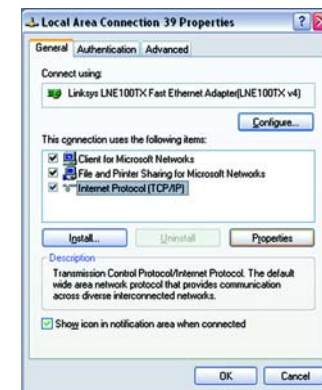 Local Area Connection 39 Properties
General Authentication Advanced
Connect using:
Linksys LNE100TX Fast Ethernet Adapter(LNE100TX v4)
Configure...
This connection uses the following items:
Client for Microsoft Networks
File and Printer Sharing for Microsoft Networks
Internet Protocol (TCP/IP)
Install... Uninstall Properties
Description
Transmission Control Protocol/Internet Protocol. The default
wide area network protocol that provides communication
across diverse interconnected networks.
Show icon in notification area when connected
OK Cancel